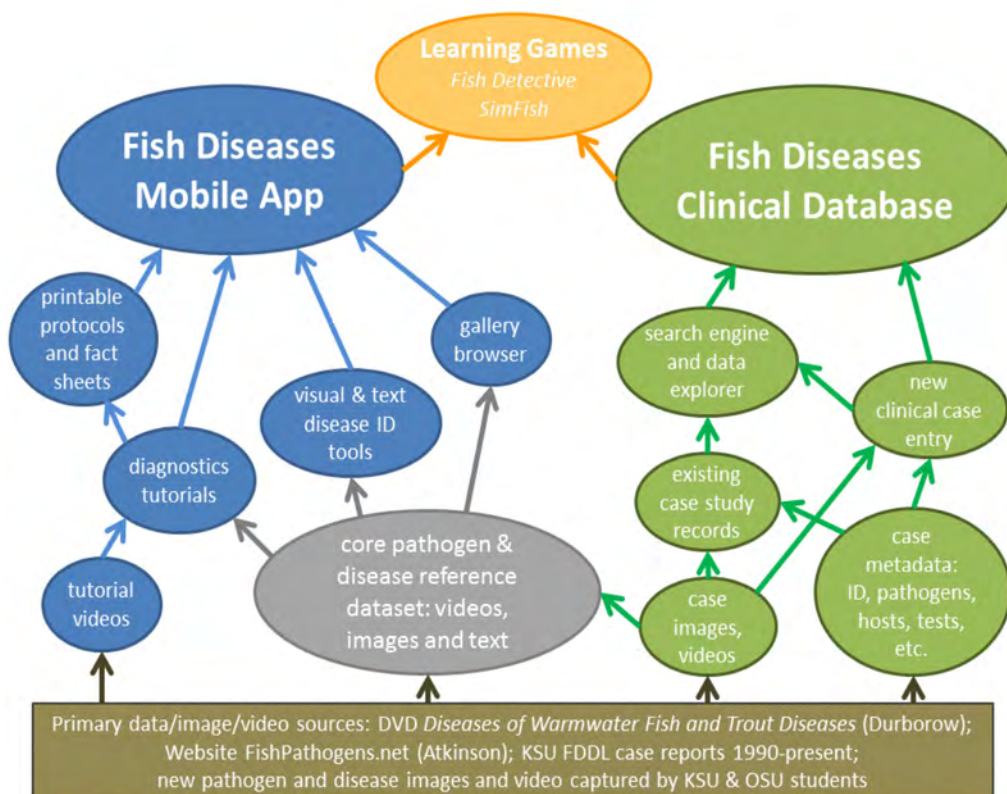 Learning Games
Fish Detective
SimFish
Fish Diseases
Mobile App
Fish Diseases
Clinical Database
printable
protocols
and fact
sheets
gallery
browser
search engine
and data
explorer
new
clinical case
entry
visual & text
disease ID
tools
diagnostics
tutorials
existing
case study
records
core pathogen &
disease reference
dataset: videos,
images and text
case
metadata:
ID, pathogens,
hosts, tests,
etc.
tutorial
videos
case
images,
videos
Primary data/image/video sources: DVD Diseases of Warmwater Fish and Trout Diseases (Durborow);
Website FishPathogens.net (Atkinson); KSU FDDL case reports 1990-present;
new pathogen and disease images and video captured by KSU & OSU students